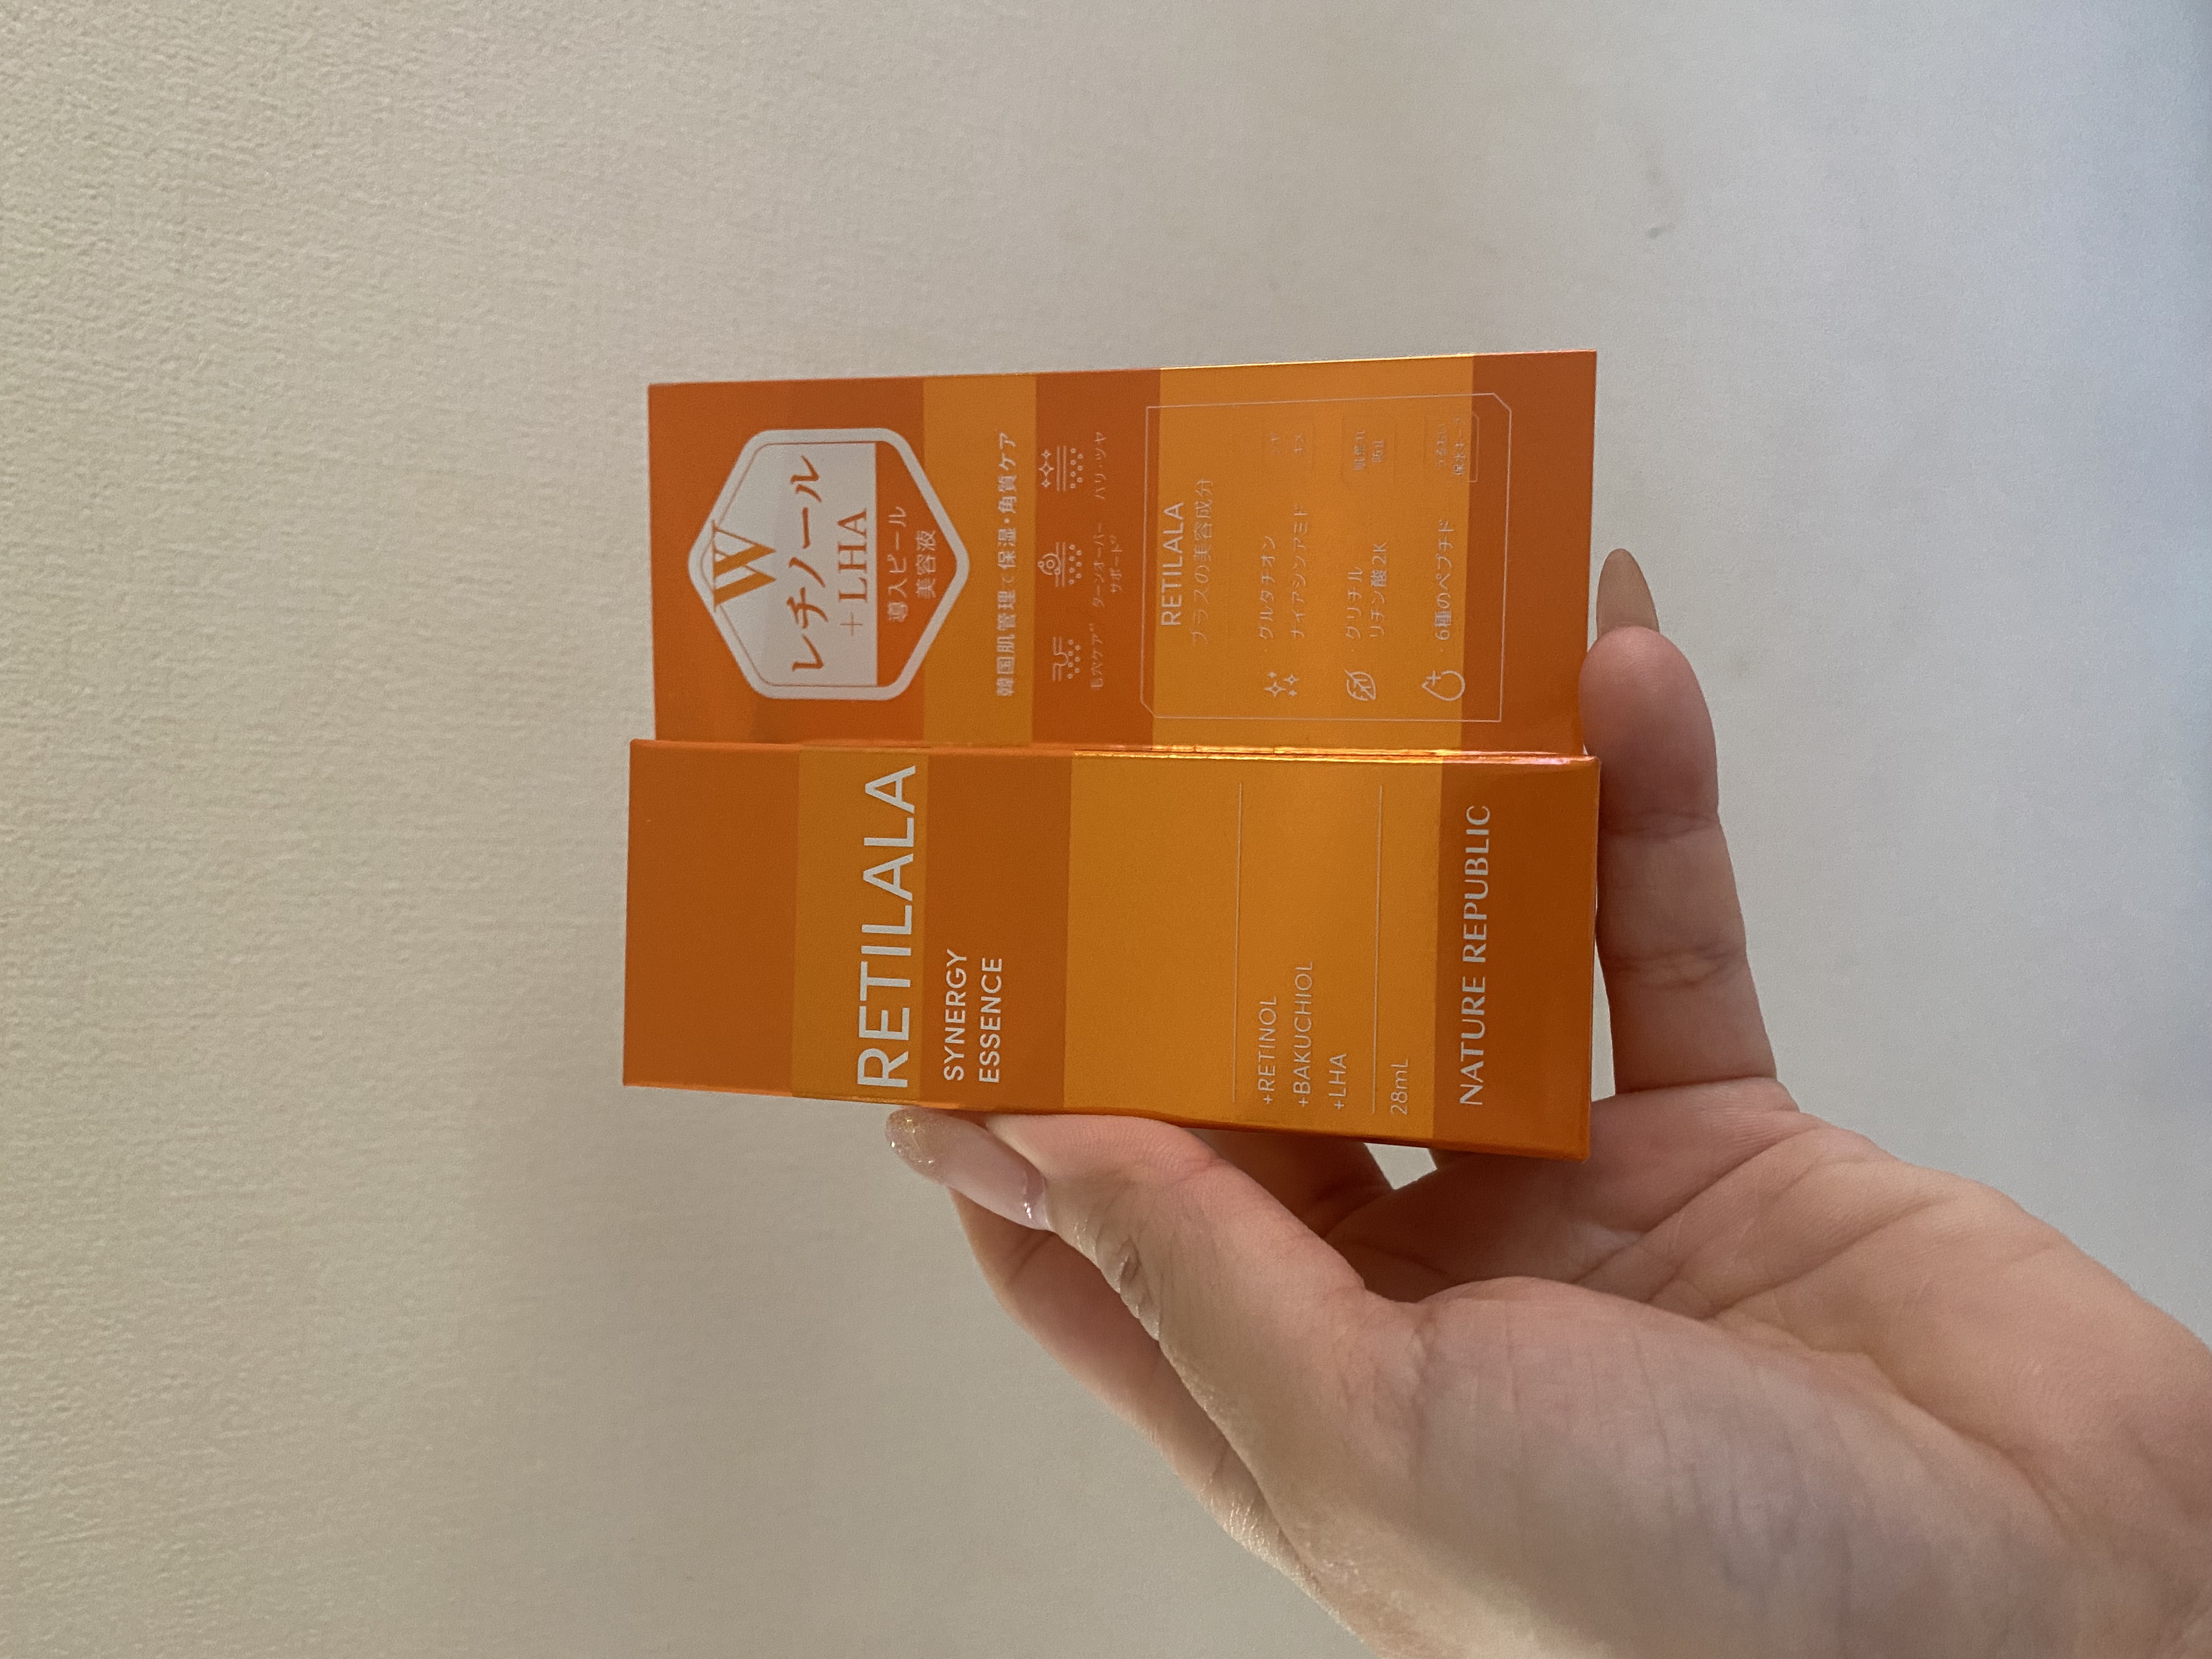 W
レチノール
+LHA
導入ピール
美容液
韓国肌管理で保湿・角質ケア
毛穴ケア
ターンオーバー
サポート
ハリ・ツヤ
RETILALA
プラスの美容成分
・グルタチオン
ナイアシンアミド
・グリチル
リチン酸2K
・6種のペプチド
RETILALA
SYNERGY
ESSENCE
+RETINOL
+BAKUCHIOL
+LHA
28mL
NATURE REPUBLIC